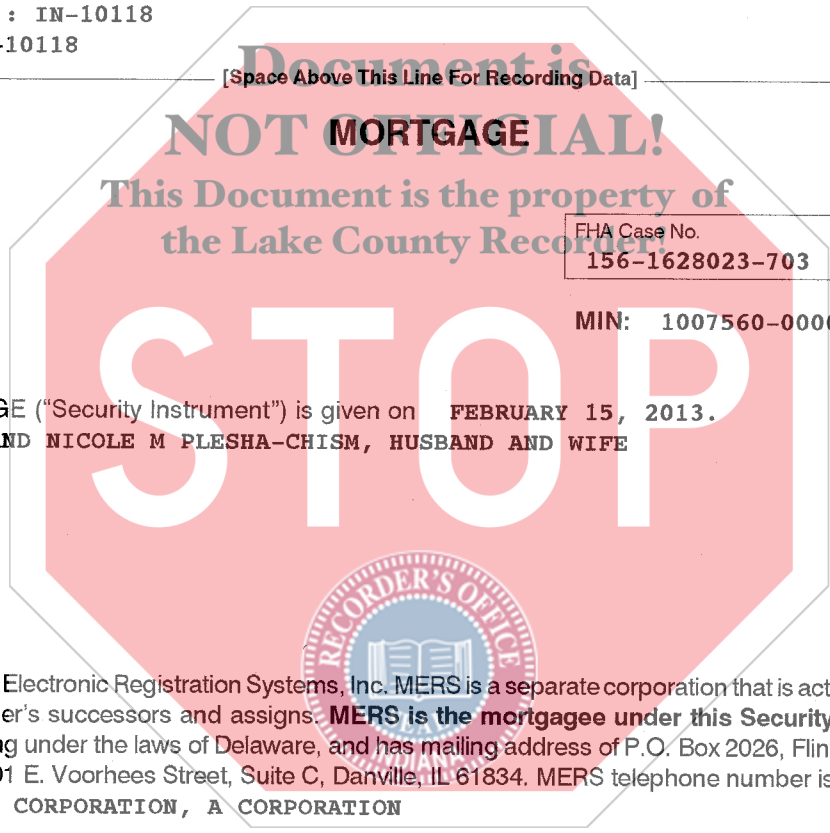 : IN-10118
-10118
Document is
[Space Above This Line For Recording Data]
NOT OFFICIAL!
MORTGAGE
This Document is the property of
the Lake County Recorder!
FHA Case No.
156-1628023-703
MIN: 1007560-0000
STOP
GE ("Security Instrument") is given on FEBRUARY 15, 2013.
ND NICOLE M PLESHA-CHISM, HUSBAND AND WIFE
RECORDER'S OFFICE
Electronic Registration Systems, Inc. MERS is a separate corporation that is act
er's successors and assigns. MERS is the mortgagee under this Security
g under the laws of Delaware, and has mailing address of P.O. Box 2026, Flin
1 E. Voorhees Street, Suite C, Danville, IL 61834. MERS telephone number is
CORPORATION, A CORPORATION
INDIANA